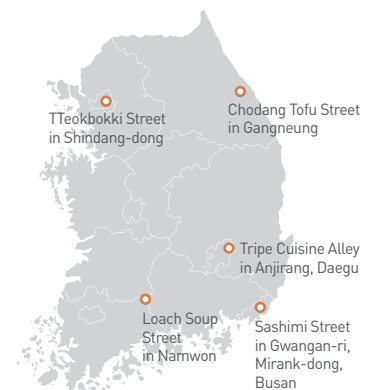 TTeokbokki Street
in Shindang-dong
Chodang Tofu Street
in Gangneung
Tripe Cuisine Alley
in Anjirang, Daegu
Loach Soup
Street
in Namwon
Sashimi Street
in Gwangan-ri,
Mirank-dong,
Busan